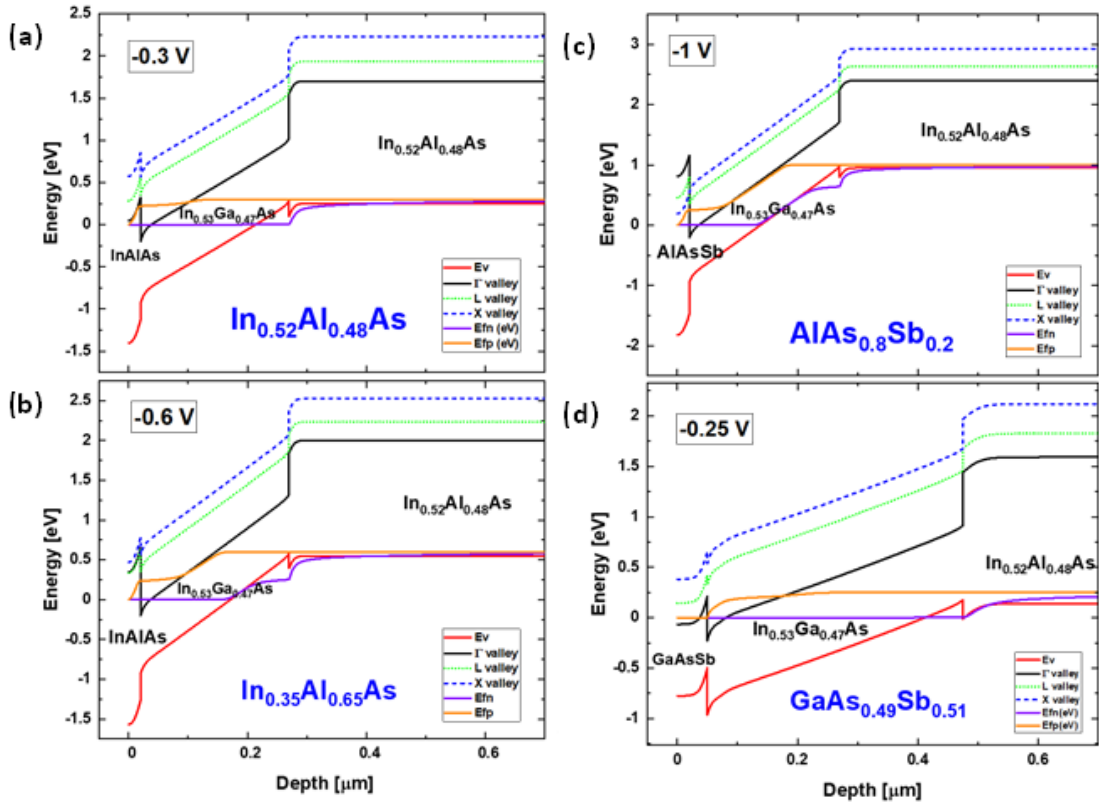 (a)
-0.3 V
2.5
2
1.5
1
0.5
0
-0.5
-1
-1.5
Energy [eV]
In0.52Al0.48As
In0.53Ga0.47As
InAlAs
In0.52Al0.48As
Ev
Γ valley
L valley
X valley
Efn (eV)
Efp (eV)
(b)
-0.6 V
2.5
2
1.5
1
0.5
0
-0.5
-1
-1.5
Energy [eV]
In0.52Al0.48As
In0.53Ga0.47As
InAlAs
In0.35Al0.65As
Ev
Γ valley
L valley
X valley
Efn
Efp
0 0.2 0.4 0.6
Depth [μm]
(c)
-1 V
3
2
1
0
-1
-2
Energy [eV]
In0.52Al0.48As
In0.53Ga0.47As
AlAsSb
AlAs0.8Sb0.2
Ev
Γ valley
L valley
X valley
Efn
Efp
(d)
-0.25 V
2
1.5
1
0.5
0
-0.5
-1
Energy [eV]
In0.52Al0.48As
In0.53Ga0.47As
GaAsSb
GaAs0.49Sb0.51
Ev
Γ valley
L valley
X valley
Efn(eV)
Efp(eV)
0 0.2 0.4 0.6
Depth [μm]